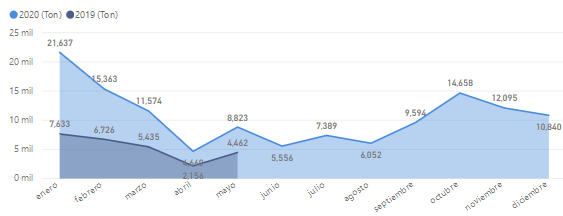 2020 (Ton) 2019 (Ton)
25 mil
20 mil
15 mil
10 mil
5 mil
0 mil
21,637
15,363
11,574
8,823
5,556
7,389
6,052
9,594
14,658
12,095
10,840
7,633
6,726
5,435
2,156
4,462
enero febrero marzo abril mayo junio julio agosto septiembre octubre noviembre diciembre